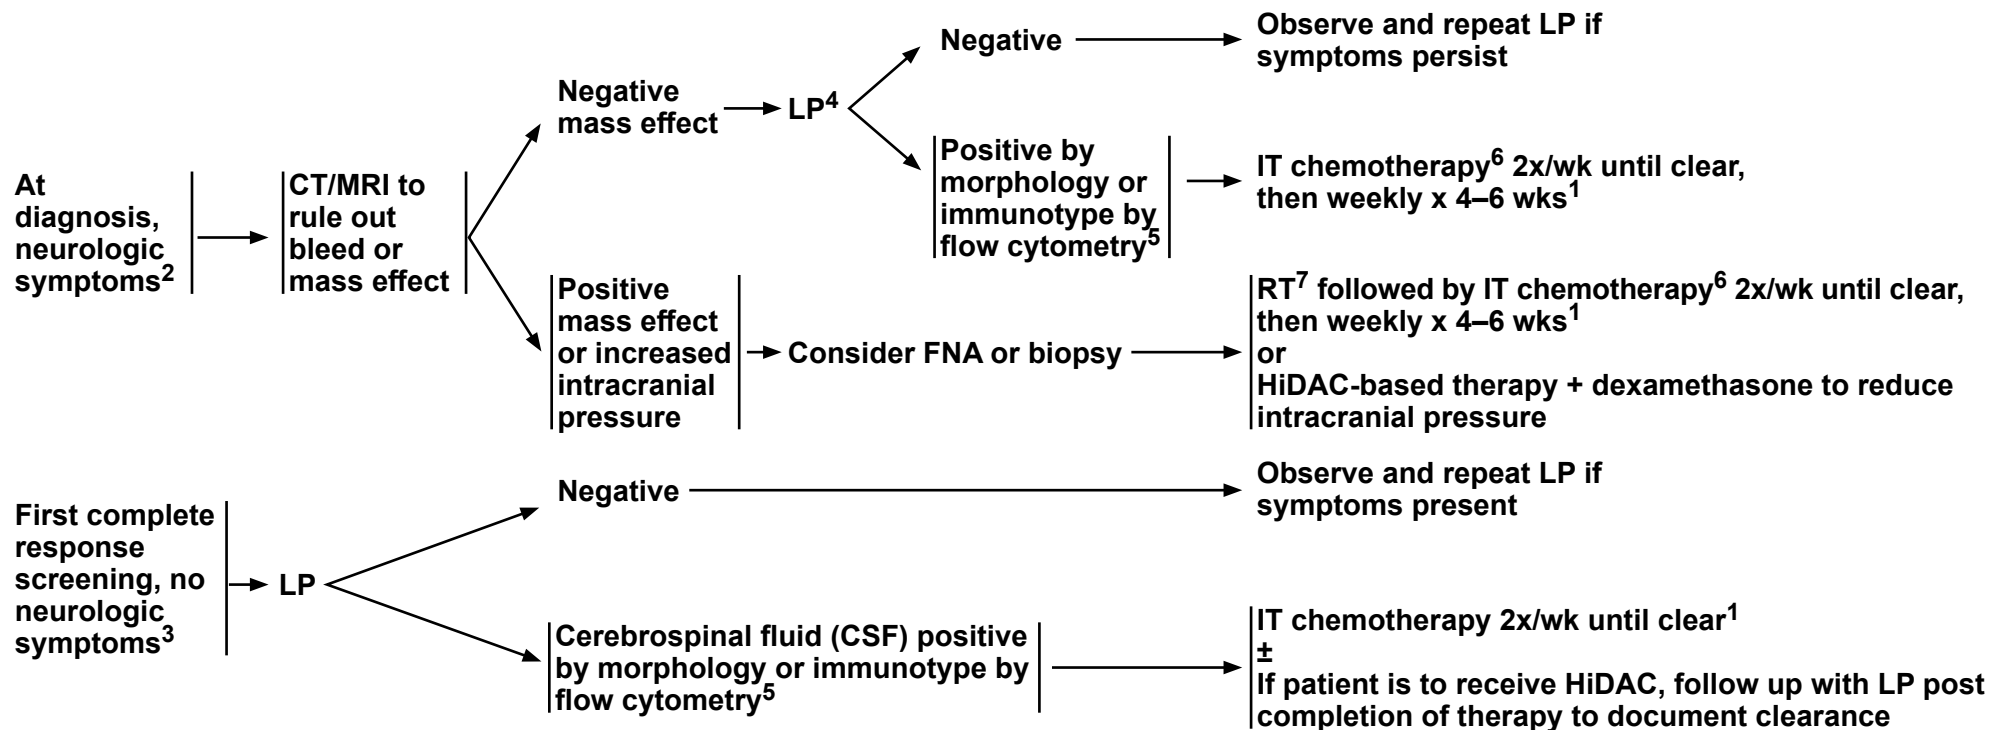 At
diagnosis,
neurologic
symptoms2
CT/MRI to
rule out
bleed or
mass effect
Negative
mass effect
LP4
Negative
Observe and repeat LP if
symptoms persist
Positive by
morphology or
immunotype by
flow cytometry5
IT chemotherapy6 2x/wk until clear,
then weekly x 4–6 wks1
Positive
mass effect
or increased
intracranial
pressure
Consider FNA or biopsy
RT7 followed by IT chemotherapy6 2x/wk until clear,
then weekly x 4–6 wks1
or
HiDAC-based therapy + dexamethasone to reduce
intracranial pressure
First complete
response
screening, no
neurologic
symptoms3
LP
Negative
Observe and repeat LP if
symptoms present
Cerebrospinal fluid (CSF) positive
by morphology or immunotype by
flow cytometry5
IT chemotherapy 2x/wk until clear1
±
If patient is to receive HiDAC, follow up with LP post
completion of therapy to document clearance